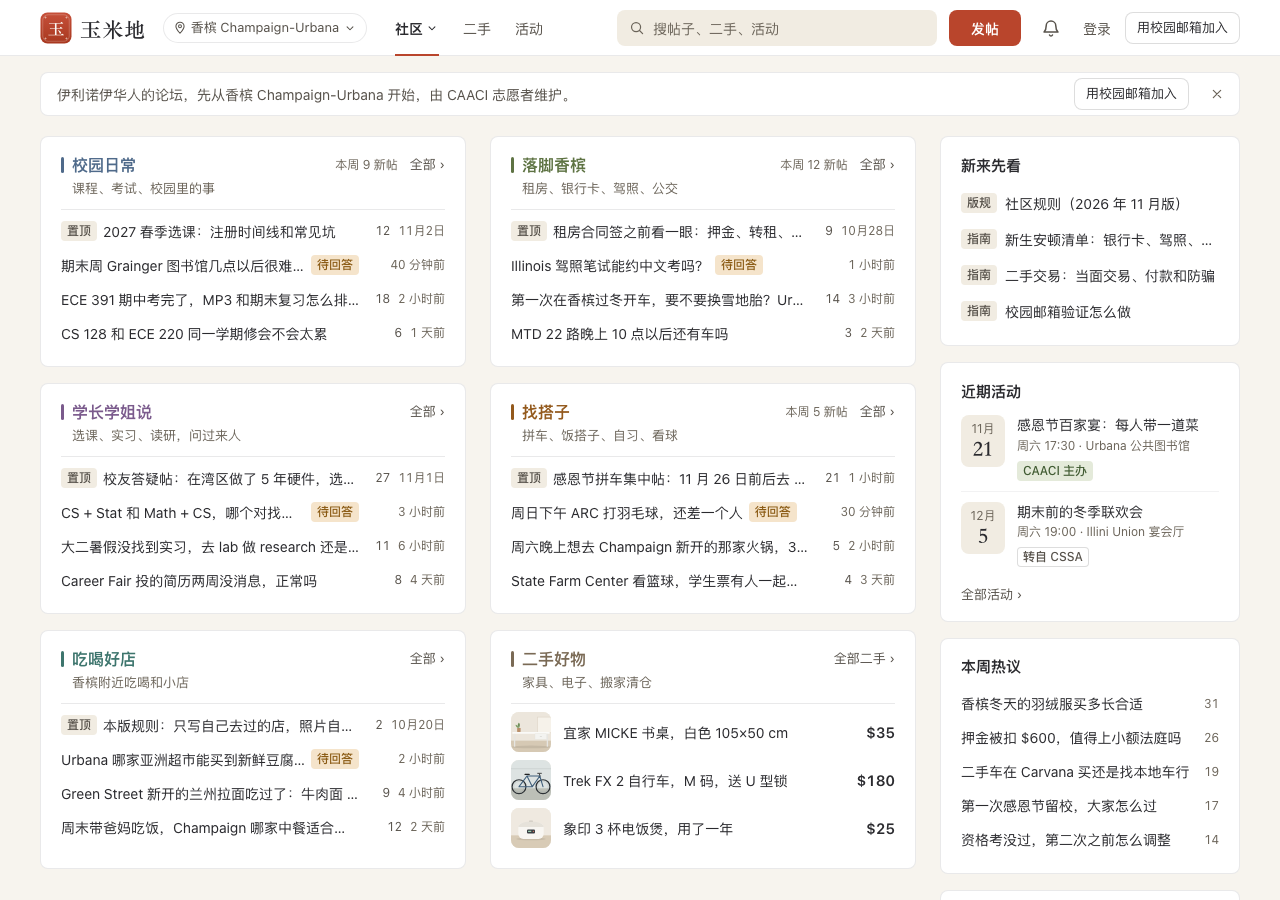 玉 玉米地 香槟 Champaign-Urbana 社区 二手 活动 搜帖子、二手、活动 发帖 登录 用校园邮箱加入
伊利诺伊华人的论坛，先从香槟 Champaign-Urbana 开始，由 CAACI 志愿者维护。 用校园邮箱加入 ×
校园日常 本周 9 新帖 全部 ›
课程、考试、校园里的事
置顶 2027 春季选课：注册时间线和常见坑 12 11月2日
期末周 Grainger 图书馆几点以后很难... 待回答 40 分钟前
ECE 391 期中考完了，MP3 和期末复习怎么排... 18 2 小时前
CS 128 和 ECE 220 同一学期修会不会太累 6 1 天前
落脚香槟 本周 12 新帖 全部 ›
租房、银行卡、驾照、公交
置顶 租房合同签之前看一眼：押金、转租、... 9 10月28日
Illinois 驾照笔试能约中文考吗？ 待回答 1 小时前
第一次在香槟过冬开车，要不要换雪地胎？Ur... 14 3 小时前
MTD 22 路晚上 10 点以后还有车吗 3 2 天前
学长学姐说 全部 ›
选课、实习、读研，问过来人
置顶 校友答疑帖：在湾区做了 5 年硬件，选... 27 11月1日
CS + Stat 和 Math + CS，哪个对找... 待回答 3 小时前
大二暑假没找到实习，去 lab 做 research 还是... 11 6 小时前
Career Fair 投的简历两周没消息，正常吗 8 4 天前
找搭子 本周 5 新帖 全部 ›
拼车、饭搭子、自习、看球
置顶 感恩节拼车集中帖：11 月 26 日前后去 ... 21 1 小时前
周日下午 ARC 打羽毛球，还差一个人 待回答 30 分钟前
周六晚上想去 Champaign 新开的那家火锅，3... 5 2 小时前
State Farm Center 看篮球，学生票有人一起... 4 3 天前
吃喝好店 全部 ›
香槟附近吃喝和小店
置顶 本版规则：只写自己去过的店，照片自... 2 10月20日
Urbana 哪家亚洲超市能买到新鲜豆腐... 待回答 2 小时前
Green Street 新开的兰州拉面吃过了：牛肉面 ... 9 4 小时前
周末带爸妈吃饭，Champaign 哪家中餐适合... 12 2 天前
二手好物 全部二手 ›
家具、电子、搬家清仓
宜家 MICKE 书桌，白色 105×50 cm $35
Trek FX 2 自行车，M 码，送 U 型锁 $180
象印 3 杯电饭煲，用了一年 $25
新来先看
版规 社区规则（2026 年 11 月版）
指南 新生安顿清单：银行卡、驾照、...
指南 二手交易：当面交易、付款和防骗
指南 校园邮箱验证怎么做
近期活动
11月
21
感恩节百家宴：每人带一道菜
周六 17:30 · Urbana 公共图书馆
CAACI 主办
12月
5
期末前的冬季联欢会
周六 19:00 · Illini Union 宴会厅
转自 CSSA
全部活动 ›
本周热议
香槟冬天的羽绒服买多长合适 31
押金被扣 $600，值得上小额法庭吗 26
二手车在 Carvana 买还是找本地车行 19
第一次感恩节留校，大家怎么过 17
资格考没过，第二次之前怎么调整 14